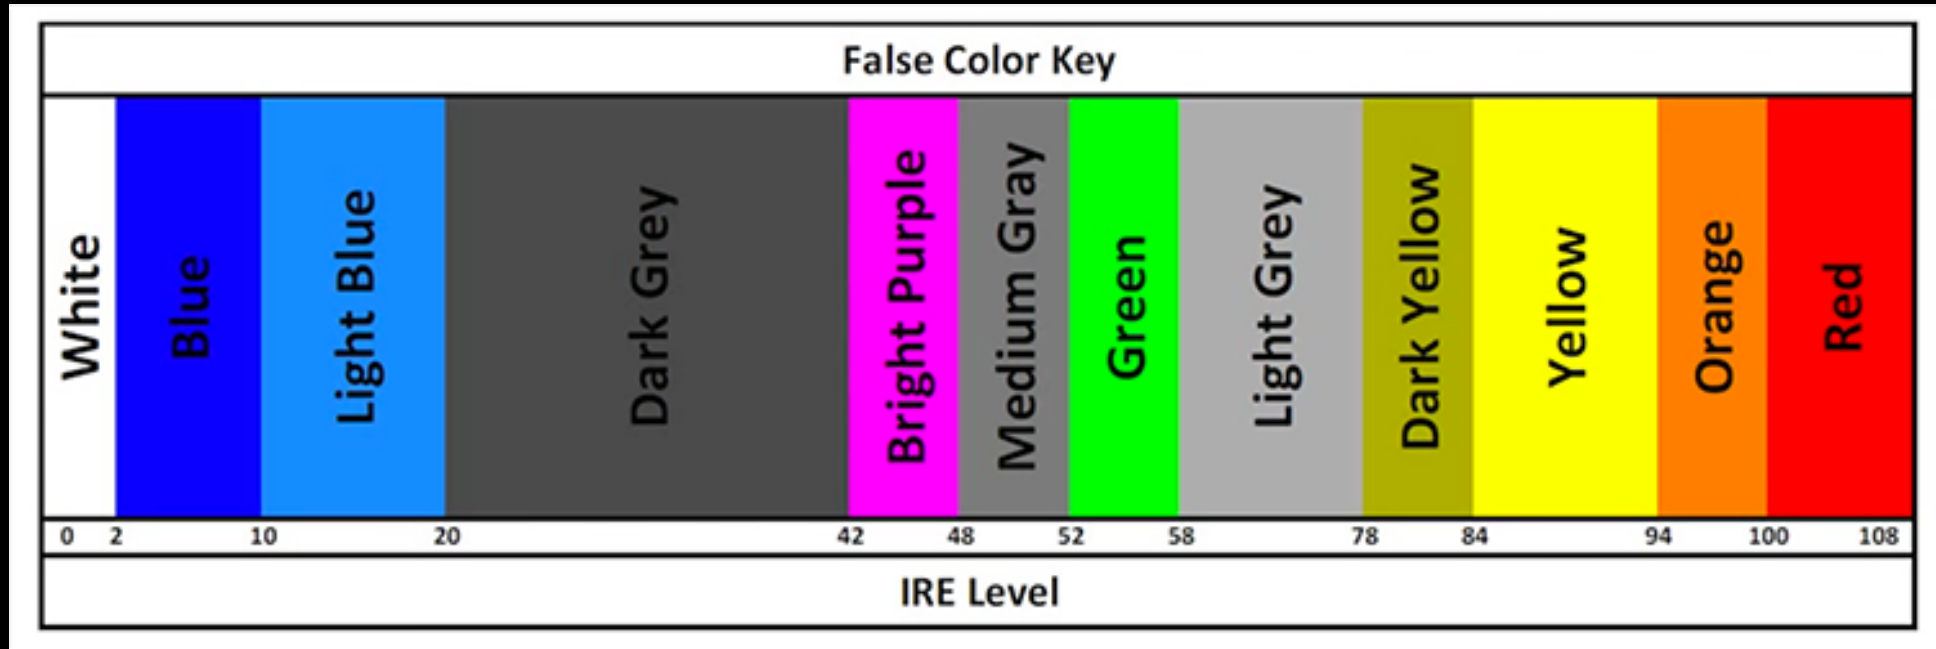 False Color Key
White
Blue
Light Blue
Dark Grey
Bright Purple
Medium Gray
Green
Light Grey
Dark Yellow
Yellow
Orange
Red
0 2 10 20 42 48 52 58 78 84 94 100 108
IRE Level